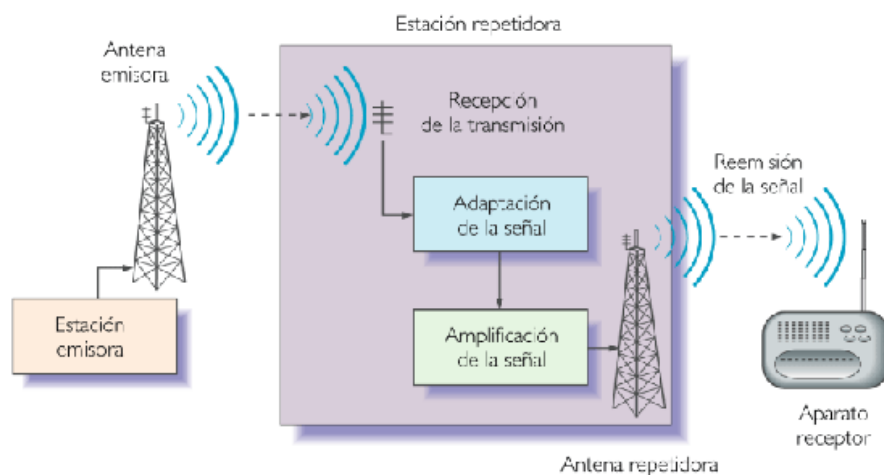 Estación repetidora
Antena
emisora
Recepción
de la transmisión
Reemisión
de la señal
Adaptación
de la señal
Estación
emisora
Amplificación
de la señal
Aparato
receptor
Antena repetidora